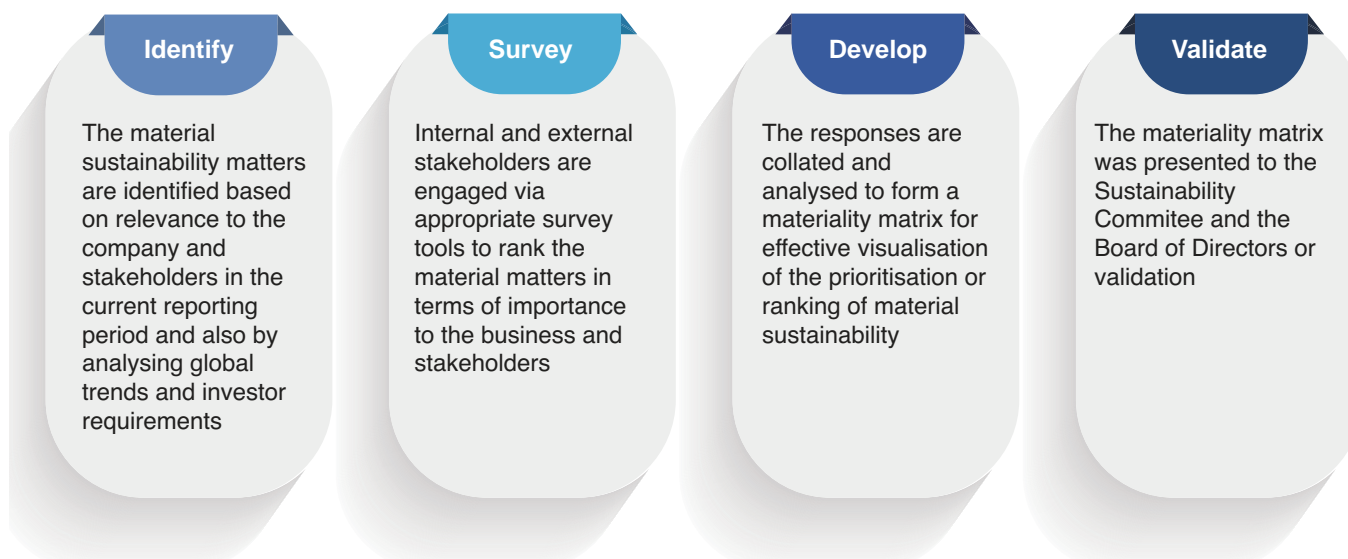 Identify
The material
sustainability matters
are identified based
on relevance to the
company and
stakeholders in the
current reporting
period and also by
analysing global
trends and investor
requirements
Survey
Internal and external
stakeholders are
engaged via
appropriate survey
tools to rank the
material matters in
terms of importance
to the business and
stakeholders
Develop
The responses are
collated and
analysed to form a
materiality matrix for
effective visualisation
of the prioritisation or
ranking of material
sustainability
Validate
The materiality matrix
was presented to the
Sustainability
Commitee and the
Board of Directors or
validation